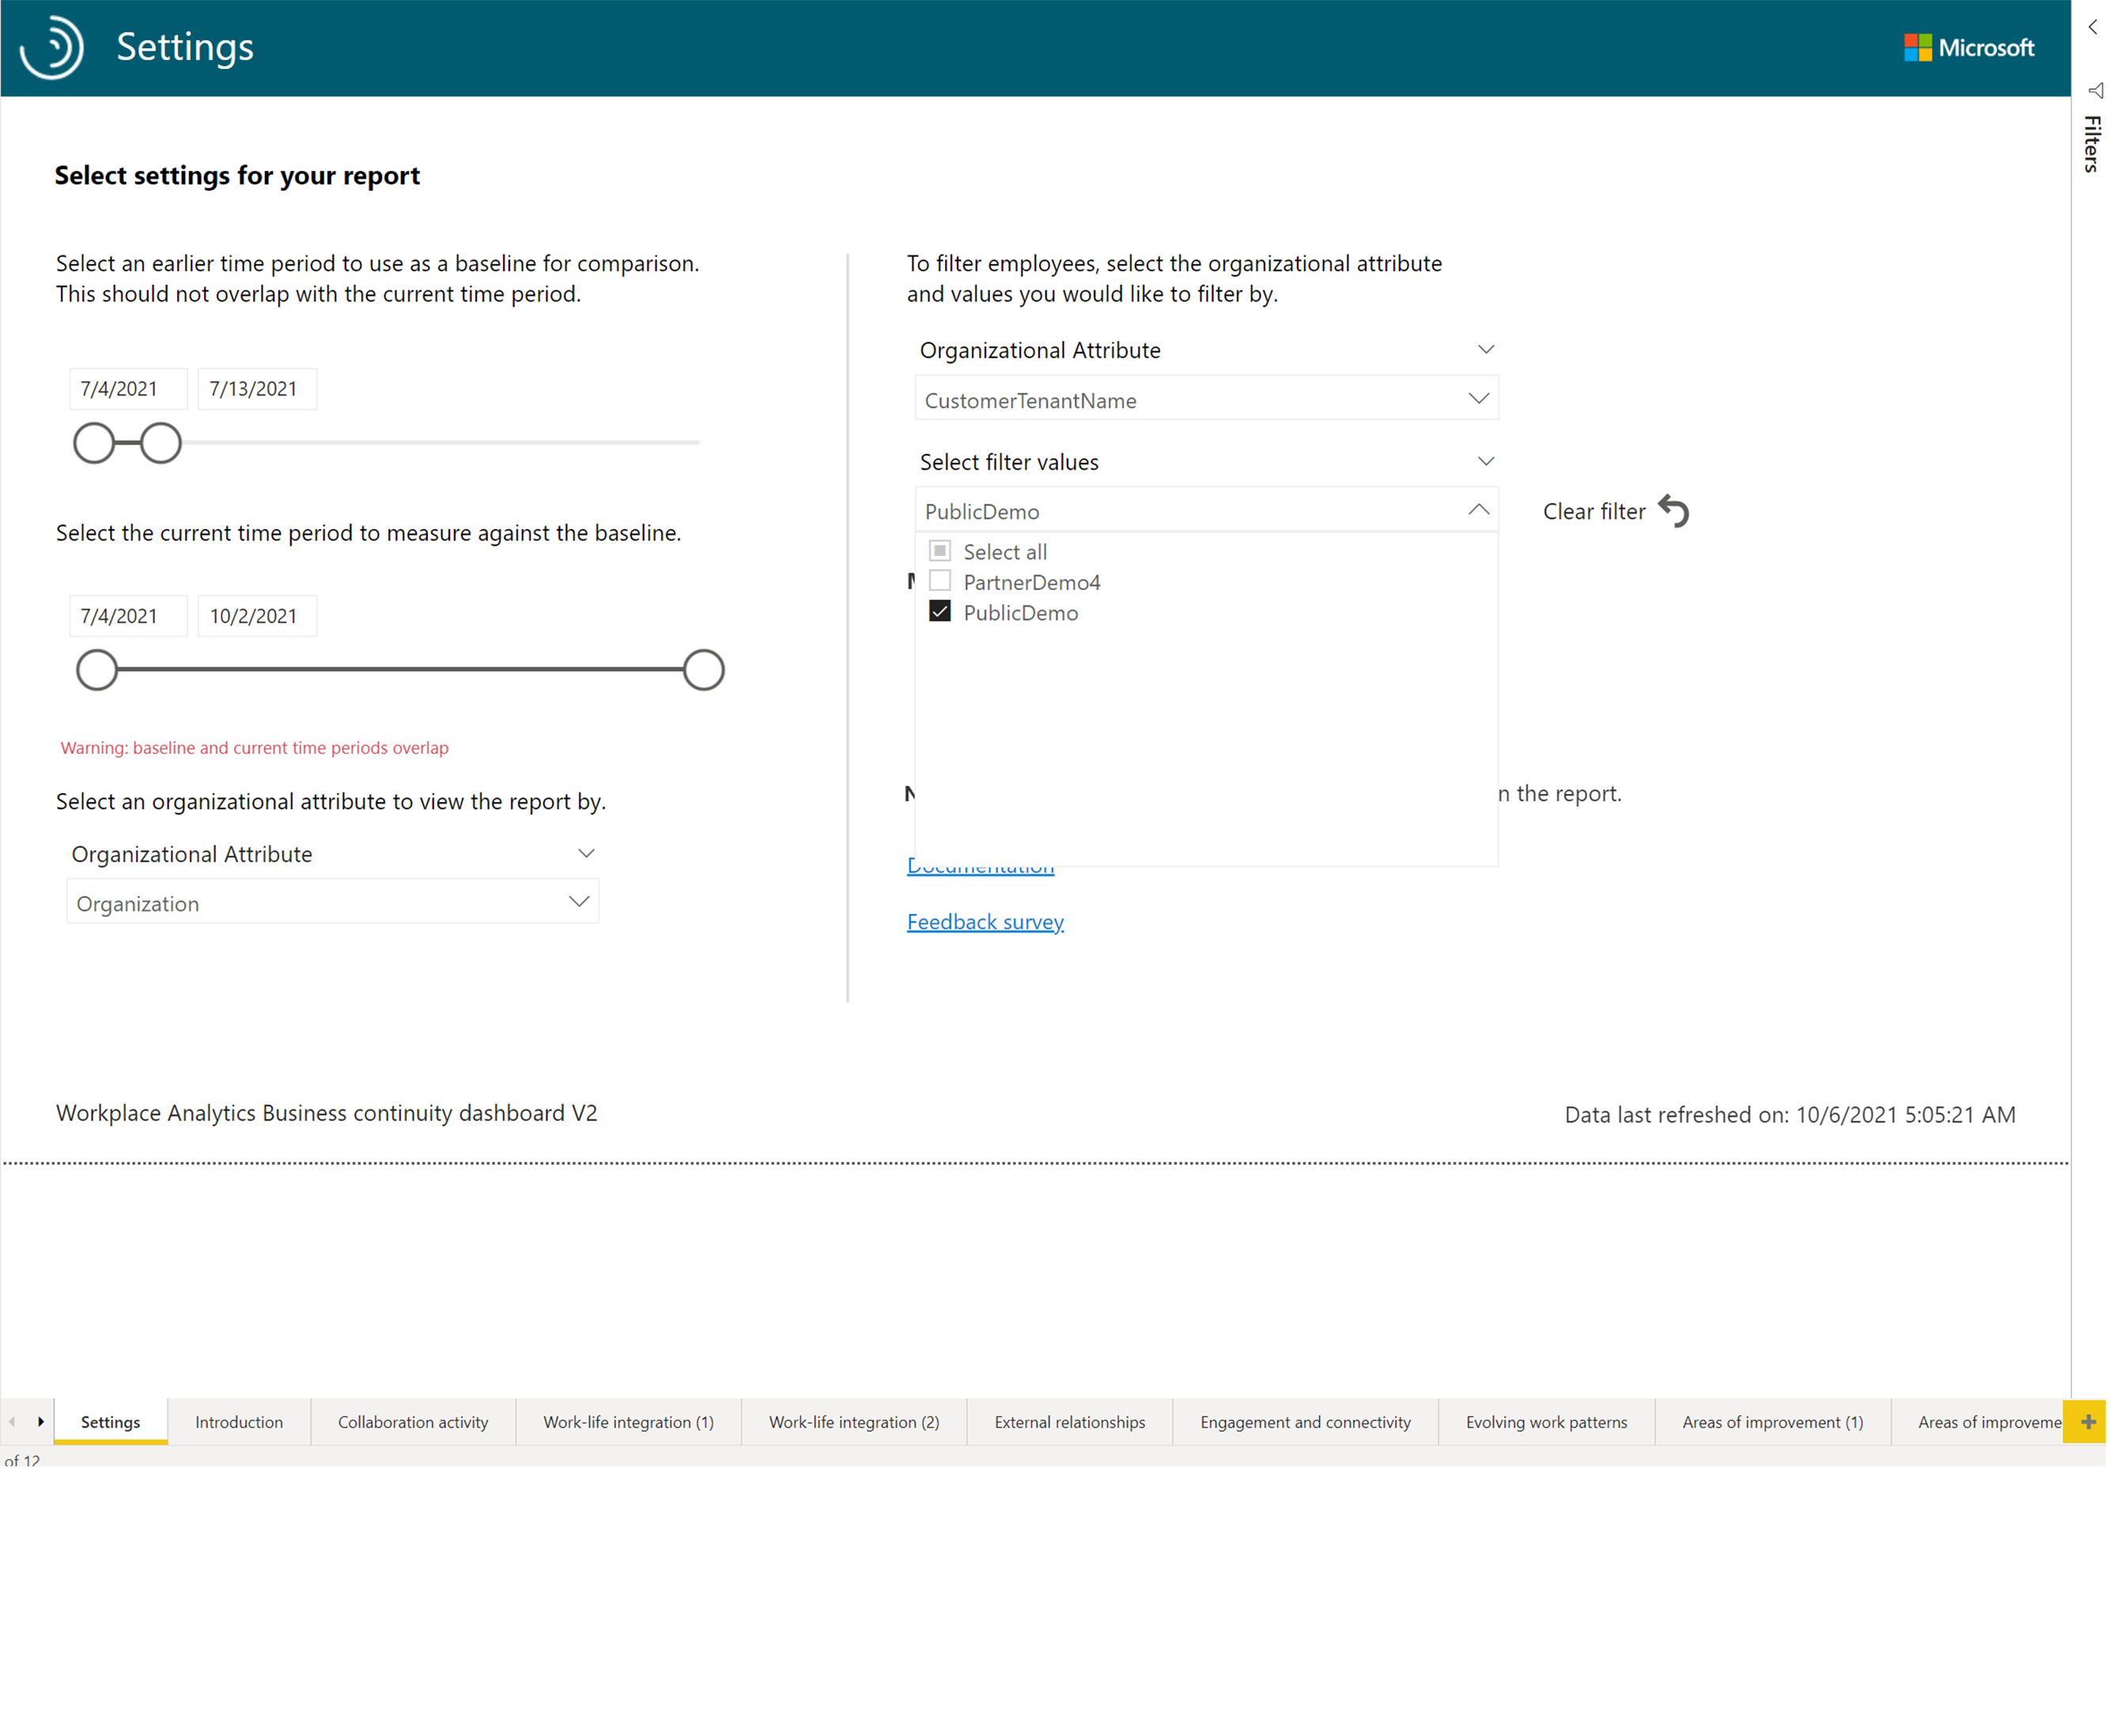 Settings
Microsoft
Filters
Select settings for your report
Select an earlier time period to use as a baseline for comparison.
This should not overlap with the current time period.
7/4/2021
7/13/2021
Select the current time period to measure against the baseline.
7/4/2021
10/2/2021
Warning: baseline and current time periods overlap
Select an organizational attribute to view the report by.
Organizational Attribute
Organization
To filter employees, select the organizational attribute
and values you would like to filter by.
Organizational Attribute
CustomerTenantName
Select filter values
PublicDemo
Clear filter
Select all
PartnerDemo4
PublicDemo
n the report.
Documentation
Feedback survey
Workplace Analytics Business continuity dashboard V2
Data last refreshed on: 10/6/2021 5:05:21 AM
Settings
Introduction
Collaboration activity
Work-life integration (1)
Work-life integration (2)
External relationships
Engagement and connectivity
Evolving work patterns
Areas of improvement (1)
Areas of improveme
of 12